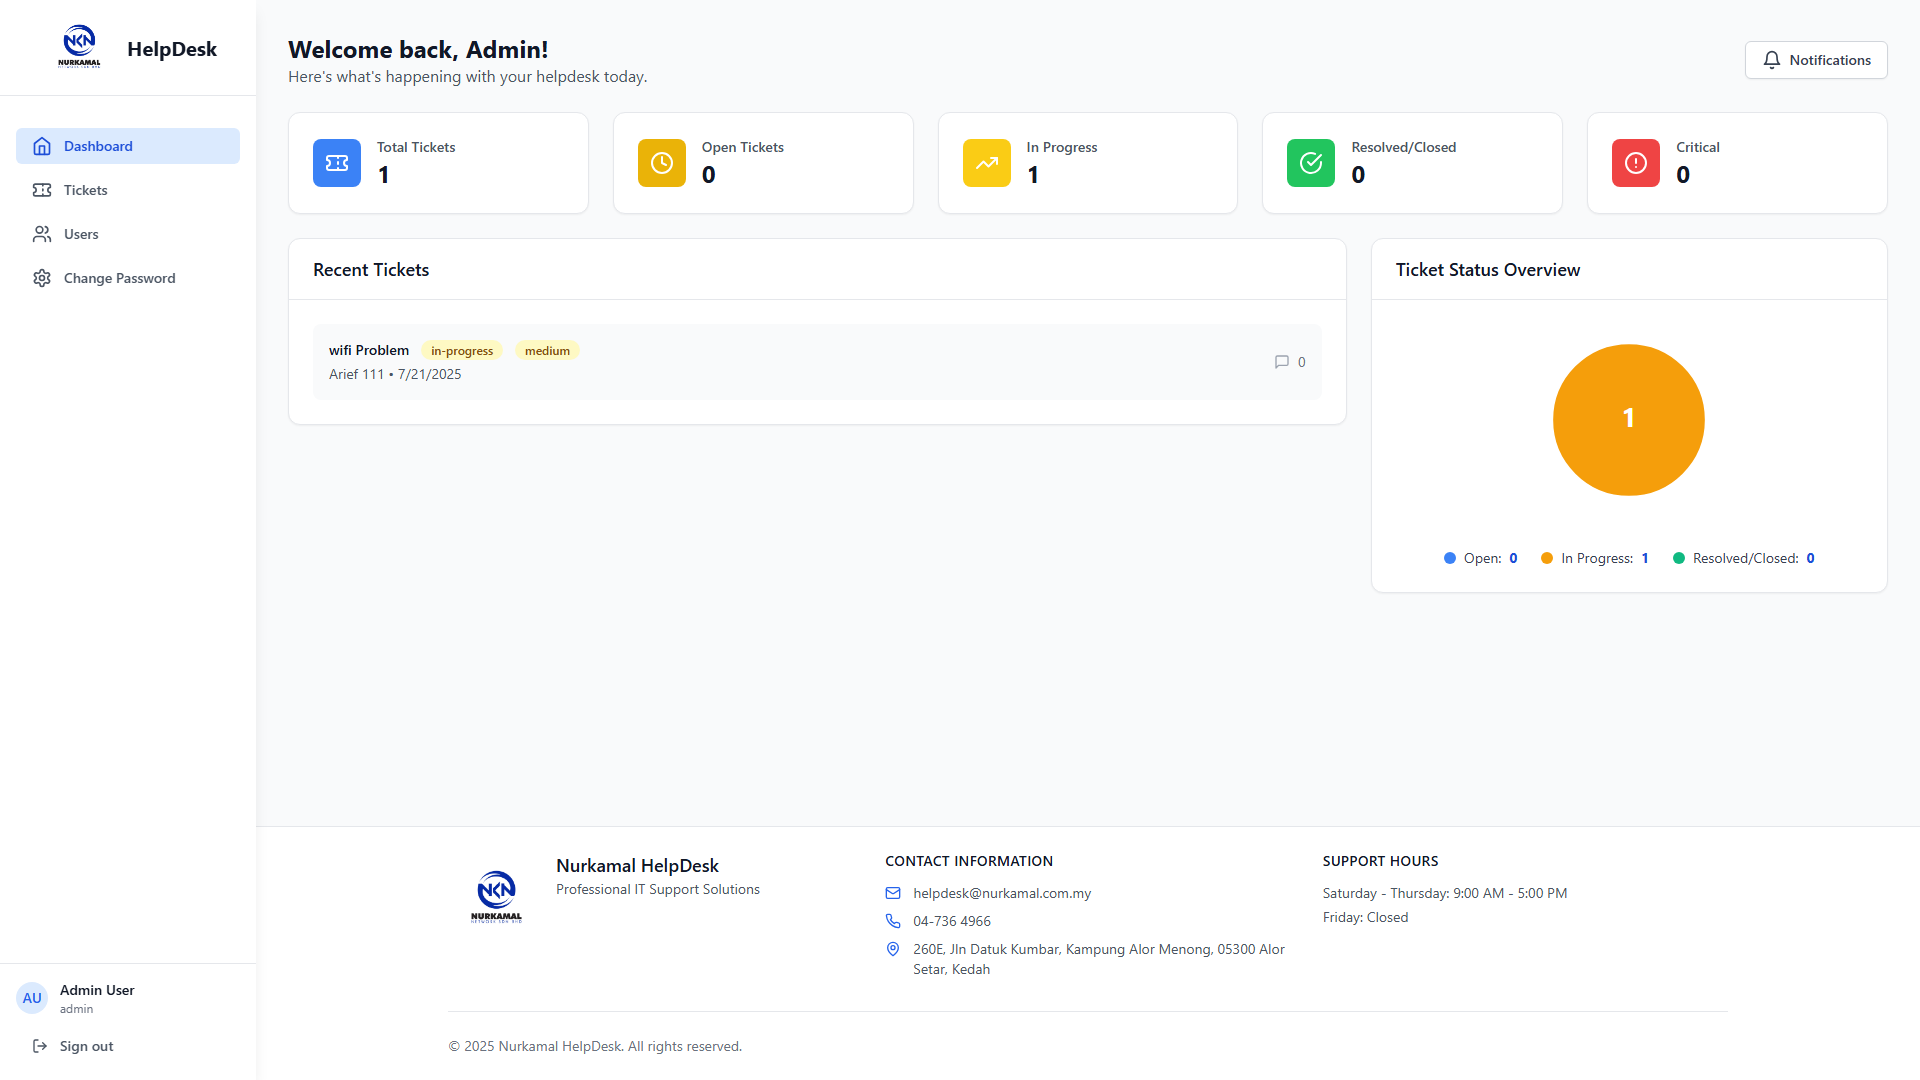 NKN
NURKAMAL
HelpDesk
Dashboard
Tickets
Users
Change Password
AU
Admin User
admin
Sign out
Welcome back, Admin!
Here's what's happening with your helpdesk today.
Notifications
Total Tickets
1
Open Tickets
0
In Progress
1
Resolved/Closed
0
Critical
0
Recent Tickets
wifi Problem in-progress medium
Arief 111 • 7/21/2025
0
Ticket Status Overview
1
Open: 0 In Progress: 1 Resolved/Closed: 0
NKN
NURKAMAL
NETWORK SDN BHD
Nurkamal HelpDesk
Professional IT Support Solutions
CONTACT INFORMATION
helpdesk@nurkamal.com.my
04-736 4966
260E, Jln Datuk Kumbar, Kampung Alor Menong, 05300 Alor
Setar, Kedah
SUPPORT HOURS
Saturday - Thursday: 9:00 AM - 5:00 PM
Friday: Closed
© 2025 Nurkamal HelpDesk. All rights reserved.